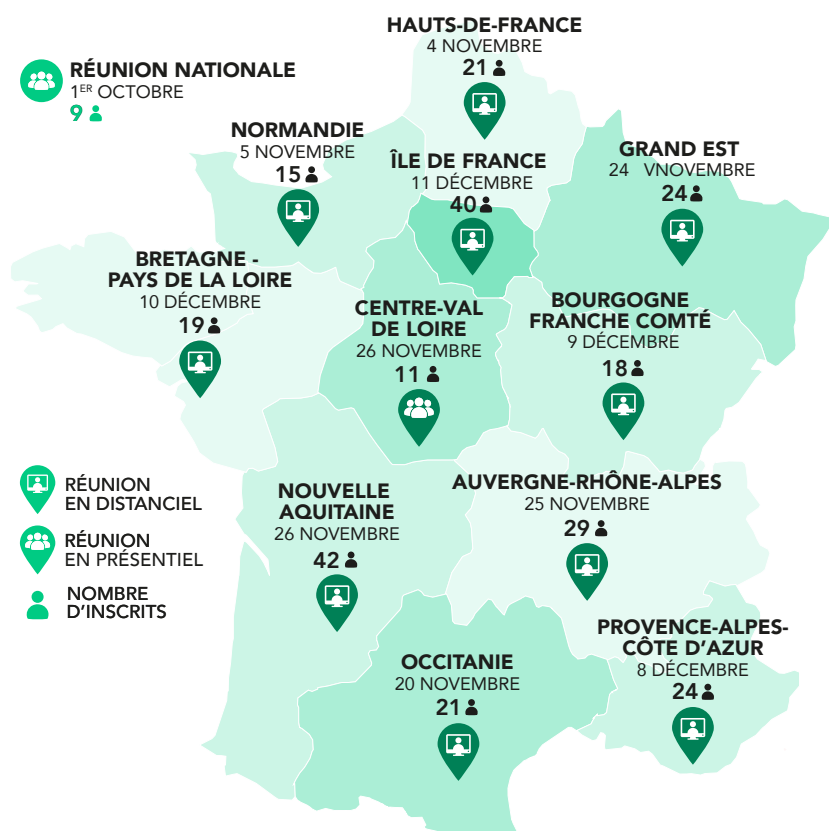 HAUTS-DE-FRANCE
4 NOVEMBRE
21
RÉUNION NATIONALE
1ER OCTOBRE
9
NORMANDIE
5 NOVEMBRE
15
ÎLE DE FRANCE
11 DÉCEMBRE
40
GRAND EST
24 VNOVEMBRE
24
BRETAGNE -
PAYS DE LA LOIRE
10 DÉCEMBRE
19
CENTRE-VAL
DE LOIRE
26 NOVEMBRE
11
BOURGOGNE
FRANCHE COMTÉ
9 DÉCEMBRE
18
RÉUNION
EN DISTANCIEL
RÉUNION
EN PRÉSENTIEL
NOMBRE
D'INSCRITS
NOUVELLE
AQUITAINE
26 NOVEMBRE
42
AUVERGNE-RHÔNE-ALPES
25 NOVEMBRE
29
OCCITANIE
20 NOVEMBRE
21
PROVENCE-ALPES-
CÔTE D'AZUR
8 DÉCEMBRE
24